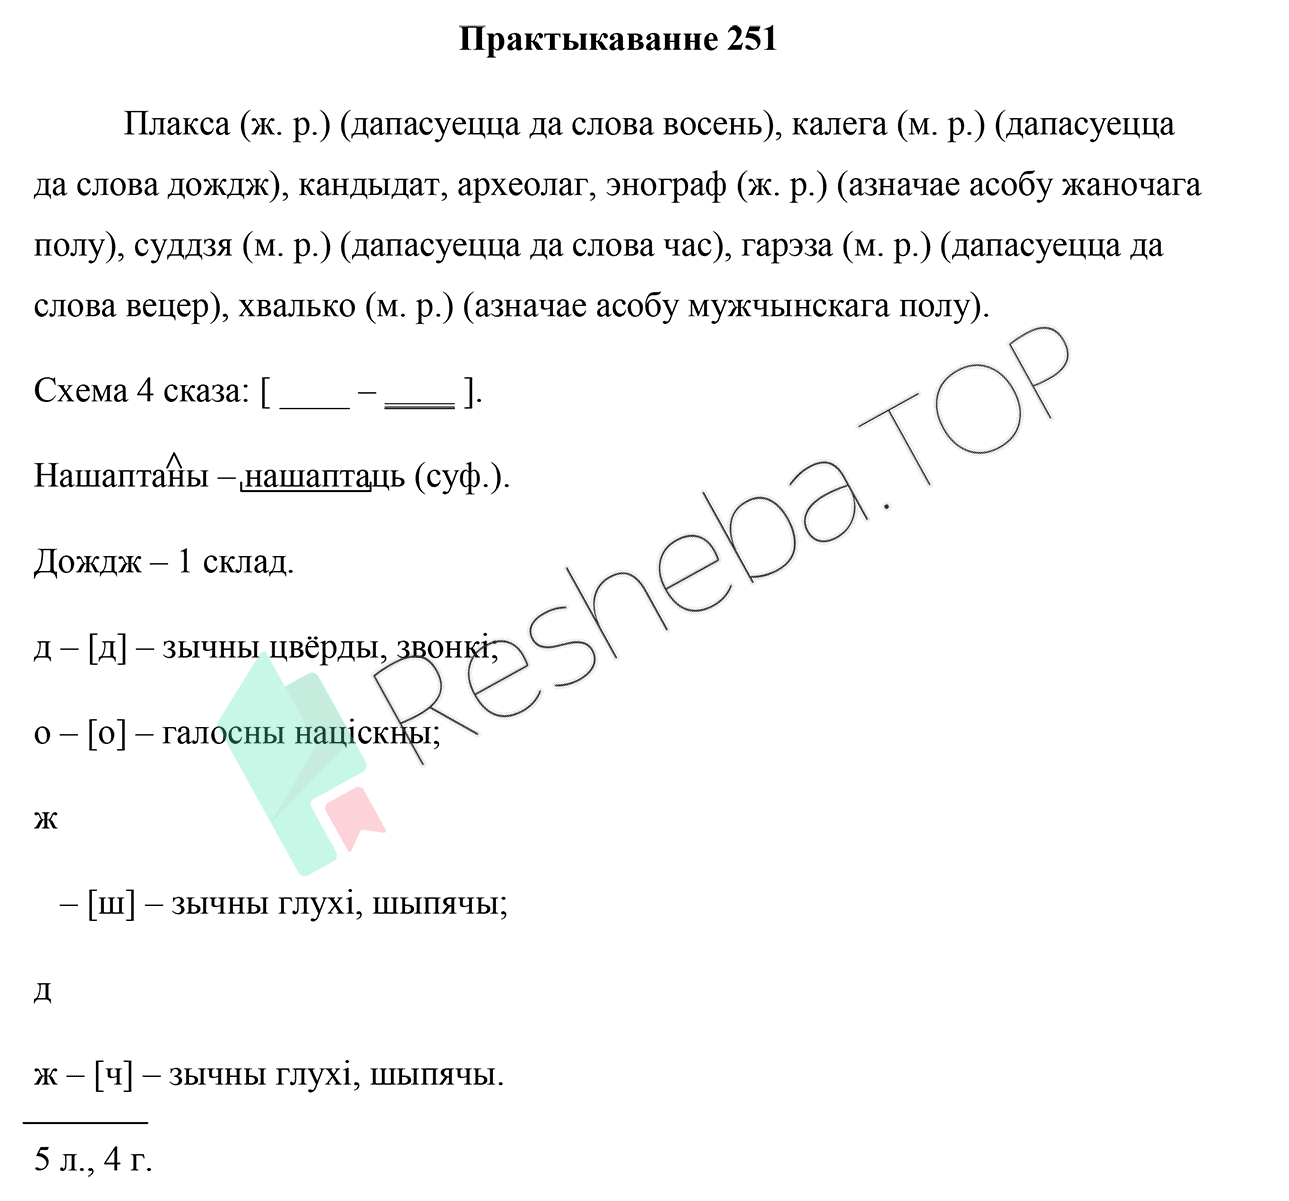 Практыкаванне 251
Плакса (ж. р.) (дапасуецца да слова восень), калега (м. р.) (дапасуецца
да слова дождж), кандыдат, археолаг, энограф (ж. р.) (азначае асобу жаночага
полу), суддзя (м. р.) (дапасуецца да слова час), гарэза (м. р.) (дапасуецца да
слова вецер), хвалько (м. р.) (азначае асобу мужчынскага полу).
Схема 4 сказа: [ ____ – ____ ].
Нашаптаны – нашаптаць (суф.).
Дождж – 1 склад.
д – [д] – зычны цвёрды, звонкі;
о – [о] – галосны націскны;
ж
– [ш] – зычны глухі, шыпячы;
д
ж – [ч] – зычны глухі, шыпячы.
5 л., 4 г.
Resheba.TOP